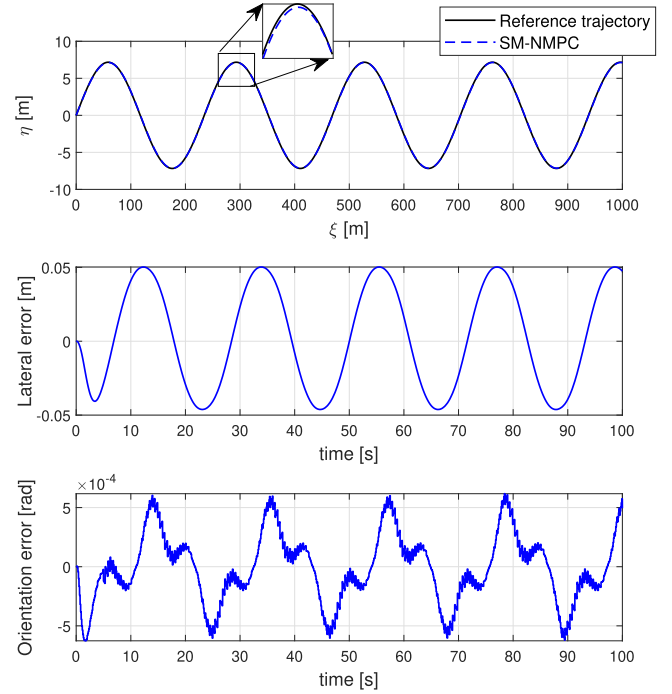 Reference trajectory
SM-NMPC
10
5
0
-5
-10
η [m]
0 100 200 300 400 500 600 700 800 900 1000
ξ [m]
0.05
0
-0.05
Lateral error [m]
0 10 20 30 40 50 60 70 80 90 100
time [s]
×10⁻⁴
5
0
-5
Orientation error [rad]
0 10 20 30 40 50 60 70 80 90 100
time [s]